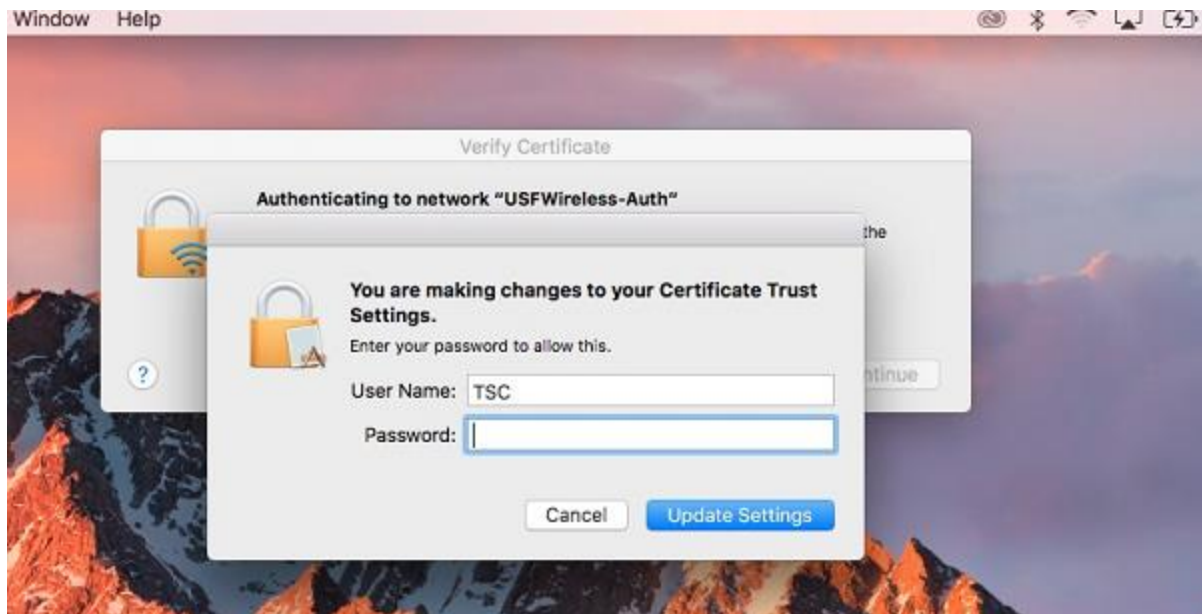 Window Help
Verify Certificate
Authenticating to network “USFWireless-Auth”
the
You are making changes to your Certificate Trust
Settings.
Enter your password to allow this.
User Name: TSC
Password:
?
ntinue
Cancel Update Settings